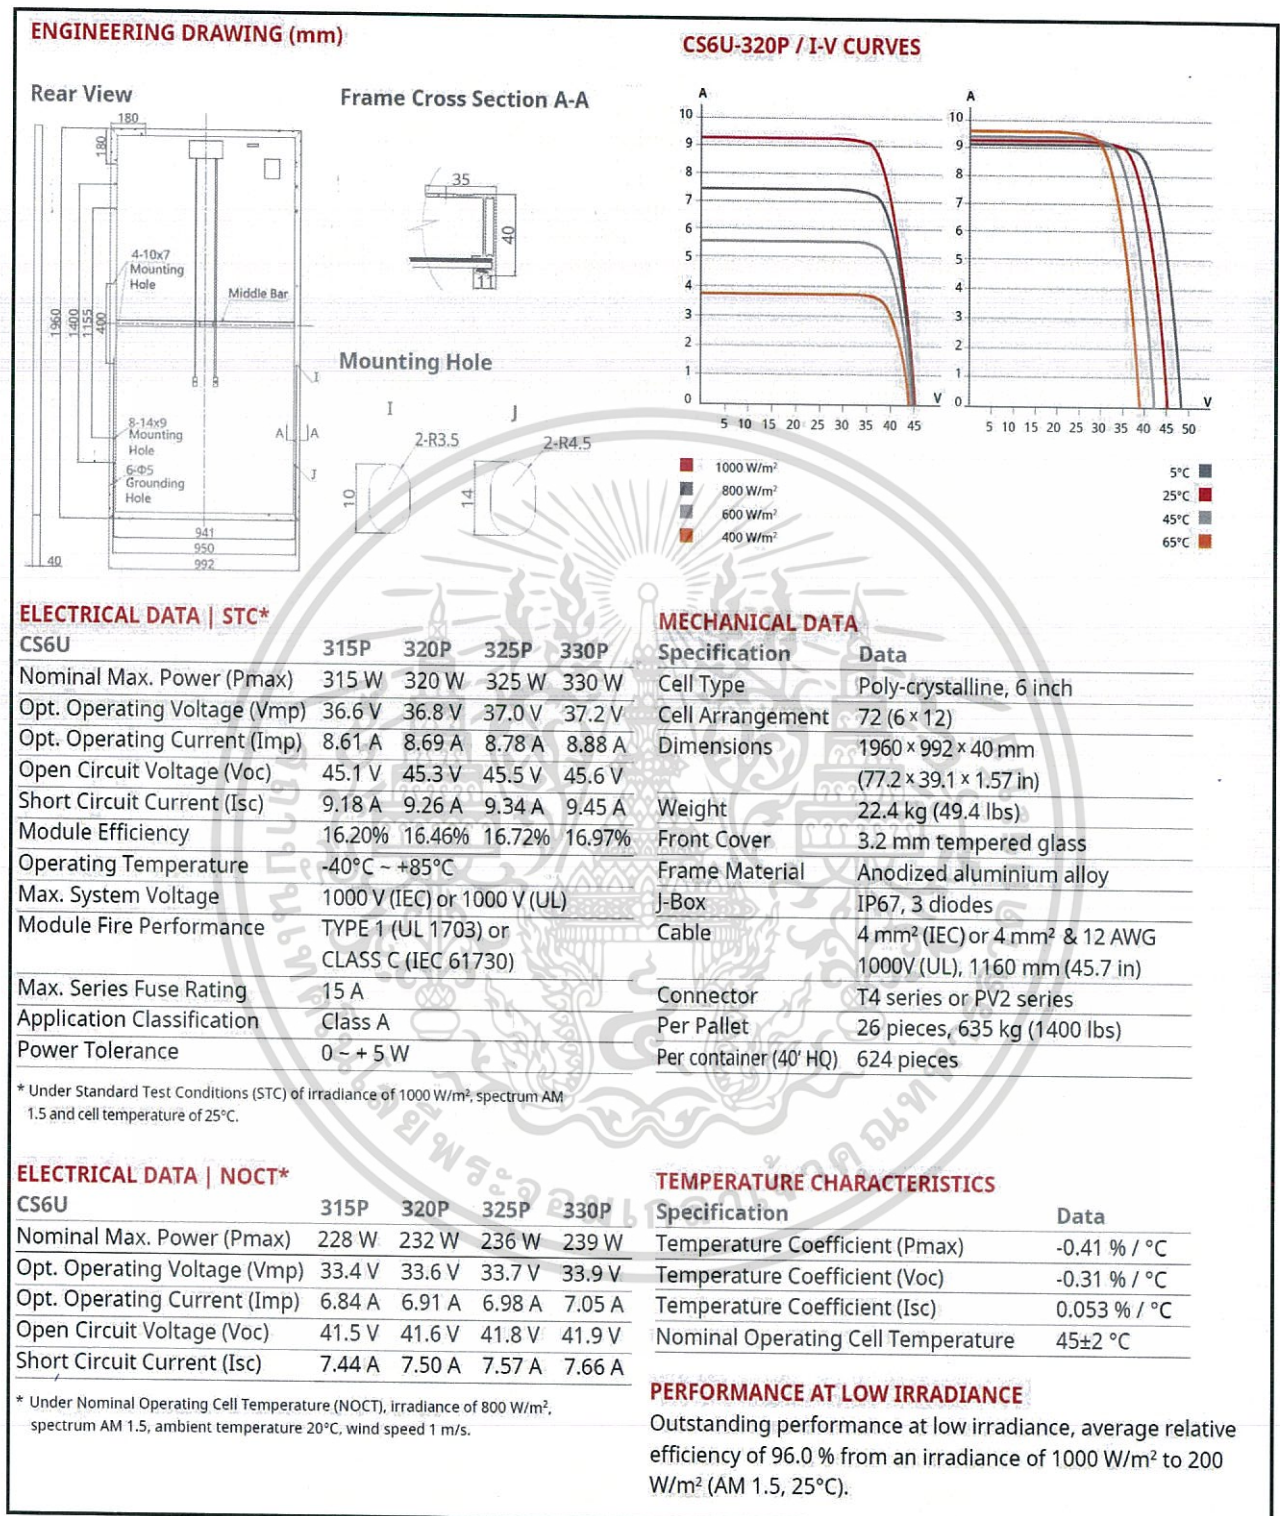 ENGINEERING DRAWING (mm)
Rear View
180
180
4-10x7
Mounting
Hole
Middle Bar
1960
1400
1155
400
I
8-14x9
Mounting
Hole
A
A
6-Φ5
Grounding
Hole
J
941
950
992
40
Frame Cross Section A-A
35
40
11
Mounting Hole
I
J
2-R3.5
2-R4.5
10
14
CS6U-320P / I-V CURVES
A
10
9
8
7
6
5
4
3
2
1
0
V
5 10 15 20 25 30 35 40 45
1000 W/m²
800 W/m²
600 W/m²
400 W/m²
A
10
9
8
7
6
5
4
3
2
1
0
V
5 10 15 20 25 30 35 40 45 50
5°C
25°C
45°C
65°C
ELECTRICAL DATA | STC*
CS6U 315P 320P 325P 330P
Nominal Max. Power (Pmax) 315 W 320 W 325 W 330 W
Opt. Operating Voltage (Vmp) 36.6 V 36.8 V 37.0 V 37.2 V
Opt. Operating Current (Imp) 8.61 A 8.69 A 8.78 A 8.88 A
Open Circuit Voltage (Voc) 45.1 V 45.3 V 45.5 V 45.6 V
Short Circuit Current (Isc) 9.18 A 9.26 A 9.34 A 9.45 A
Module Efficiency 16.20% 16.46% 16.72% 16.97%
Operating Temperature -40°C ~ +85°C
Max. System Voltage 1000 V (IEC) or 1000 V (UL)
Module Fire Performance TYPE 1 (UL 1703) or
CLASS C (IEC 61730)
Max. Series Fuse Rating 15 A
Application Classification Class A
Power Tolerance 0 ~ + 5 W
* Under Standard Test Conditions (STC) of irradiance of 1000 W/m², spectrum AM
1.5 and cell temperature of 25°C.
MECHANICAL DATA
Specification Data
Cell Type Poly-crystalline, 6 inch
Cell Arrangement 72 (6 × 12)
Dimensions 1960 × 992 × 40 mm
(77.2 x 39.1 x 1.57 in)
Weight 22.4 kg (49.4 lbs)
Front Cover 3.2 mm tempered glass
Frame Material Anodized aluminium alloy
J-Box IP67, 3 diodes
Cable 4 mm² (IEC) or 4 mm² & 12 AWG
1000V (UL), 1160 mm (45.7 in)
Connector T4 series or PV2 series
Per Pallet 26 pieces, 635 kg (1400 lbs)
Per container (40' HQ) 624 pieces
ELECTRICAL DATA | NOCT*
CS6U 315P 320P 325P 330P
Nominal Max. Power (Pmax) 228 W 232 W 236 W 239 W
Opt. Operating Voltage (Vmp) 33.4 V 33.6 V 33.7 V 33.9 V
Opt. Operating Current (Imp) 6.84 A 6.91 A 6.98 A 7.05 A
Open Circuit Voltage (Voc) 41.5 V 41.6 V 41.8 V 41.9 V
Short Circuit Current (Isc) 7.44 A 7.50 A 7.57 A 7.66 A
* Under Nominal Operating Cell Temperature (NOCT), irradiance of 800 W/m²,
spectrum AM 1.5, ambient temperature 20°C, wind speed 1 m/s.
TEMPERATURE CHARACTERISTICS
Specification Data
Temperature Coefficient (Pmax) -0.41 % / °C
Temperature Coefficient (Voc) -0.31 % / °C
Temperature Coefficient (Isc) 0.053 % / °C
Nominal Operating Cell Temperature 45±2 °C
PERFORMANCE AT LOW IRRADIANCE
Outstanding performance at low irradiance, average relative
efficiency of 96.0 % from an irradiance of 1000 W/m² to 200
W/m² (AM 1.5, 25°C).